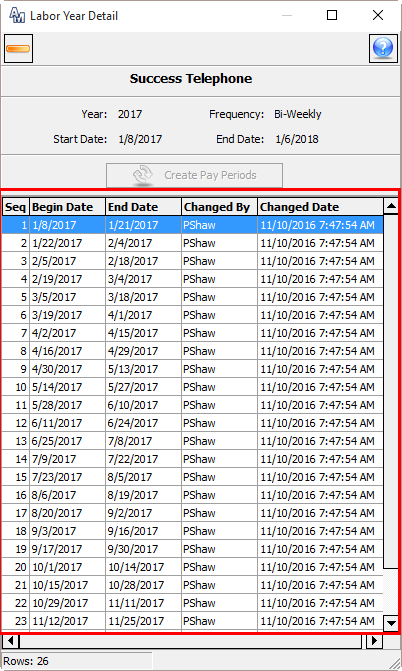 AM Labor Year Detail
?
Success Telephone
Year: 2017 Frequency: Bi-Weekly
Start Date: 1/8/2017 End Date: 1/6/2018
Create Pay Periods
Seq Begin Date End Date Changed By Changed Date
1 1/8/2017 1/21/2017 PShaw 11/10/2016 7:47:54 AM
2 1/22/2017 2/4/2017 PShaw 11/10/2016 7:47:54 AM
3 2/5/2017 2/18/2017 PShaw 11/10/2016 7:47:54 AM
4 2/19/2017 3/4/2017 PShaw 11/10/2016 7:47:54 AM
5 3/5/2017 3/18/2017 PShaw 11/10/2016 7:47:54 AM
6 3/19/2017 4/1/2017 PShaw 11/10/2016 7:47:54 AM
7 4/2/2017 4/15/2017 PShaw 11/10/2016 7:47:54 AM
8 4/16/2017 4/29/2017 PShaw 11/10/2016 7:47:54 AM
9 4/30/2017 5/13/2017 PShaw 11/10/2016 7:47:54 AM
10 5/14/2017 5/27/2017 PShaw 11/10/2016 7:47:54 AM
11 5/28/2017 6/10/2017 PShaw 11/10/2016 7:47:54 AM
12 6/11/2017 6/24/2017 PShaw 11/10/2016 7:47:54 AM
13 6/25/2017 7/8/2017 PShaw 11/10/2016 7:47:54 AM
14 7/9/2017 7/22/2017 PShaw 11/10/2016 7:47:54 AM
15 7/23/2017 8/5/2017 PShaw 11/10/2016 7:47:54 AM
16 8/6/2017 8/19/2017 PShaw 11/10/2016 7:47:54 AM
17 8/20/2017 9/2/2017 PShaw 11/10/2016 7:47:54 AM
18 9/3/2017 9/16/2017 PShaw 11/10/2016 7:47:54 AM
19 9/17/2017 9/30/2017 PShaw 11/10/2016 7:47:54 AM
20 10/1/2017 10/14/2017 PShaw 11/10/2016 7:47:54 AM
21 10/15/2017 10/28/2017 PShaw 11/10/2016 7:47:54 AM
22 10/29/2017 11/11/2017 PShaw 11/10/2016 7:47:54 AM
23 11/12/2017 11/25/2017 PShaw 11/10/2016 7:47:54 AM
Rows: 26